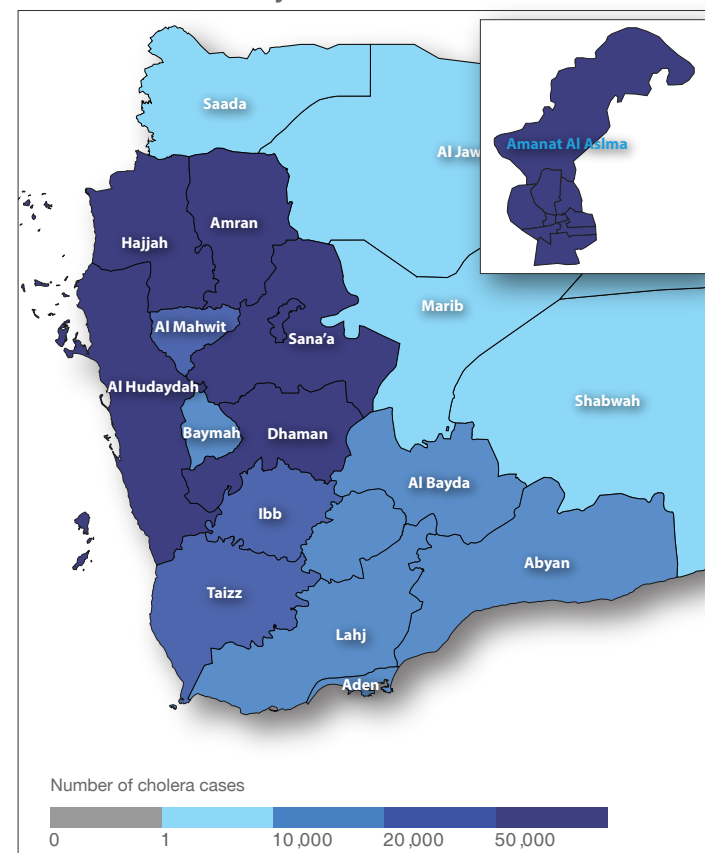 Saada
Al Jaw
Amanat Al Aslma
Amran
Hajjah
Marib
Al Mahwit
Sana’a
Al Hudaydah
Shabwah
Baymah
Dhaman
Al Bayda
Ibb
Abyan
Taizz
Lahj
Aden
Number of cholera cases
0 1 10,000 20,000 50,000